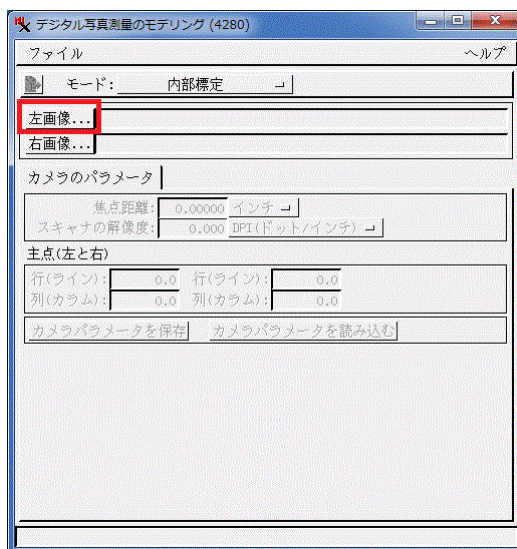 デジタル写真測量のモデリング (4280)
ファイル ヘルプ
モード: 内部標定
左画像...
右画像...
カメラのパラメータ
焦点距離: 0.00000 インチ
スキャナの解像度: 0.000 DPI(ドット/インチ)
主点(左と右)
行(ライン): 0.0 行(ライン): 0.0
列(カラム): 0.0 列(カラム): 0.0
カメラパラメータを保存 カメラパラメータを読み込む